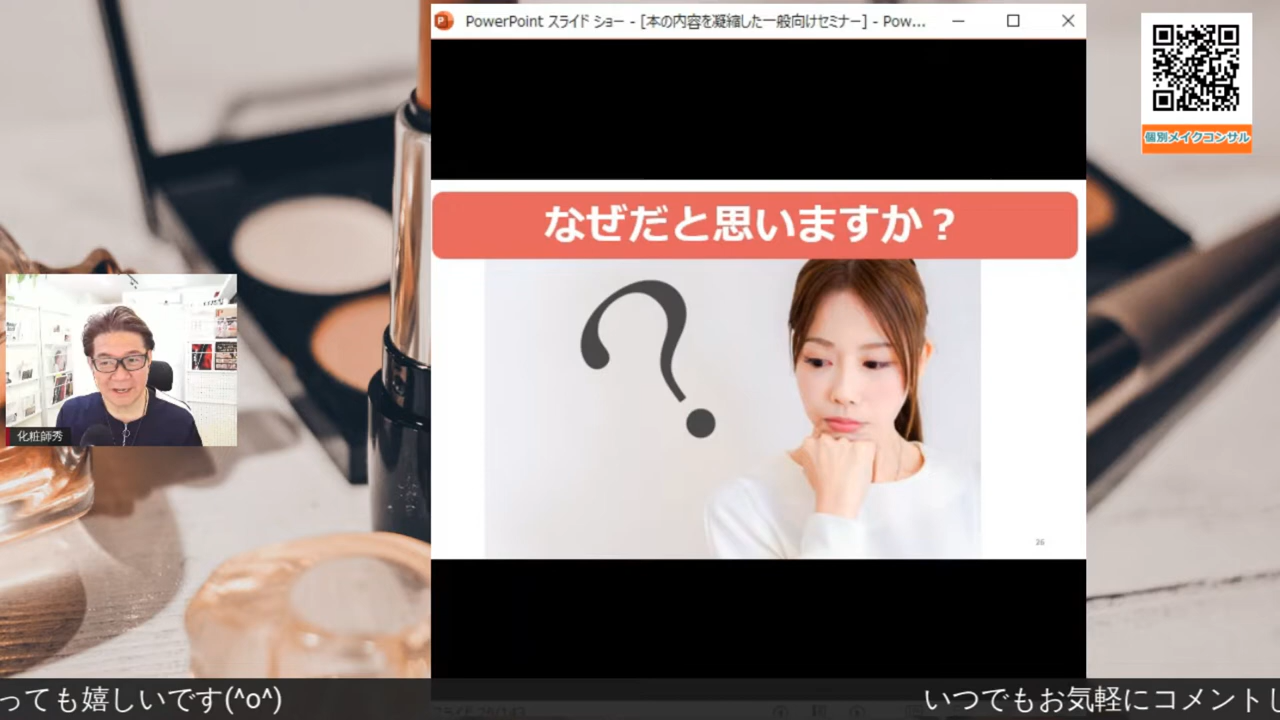 PowerPoint スライド ショー - [本の内容を凝縮した一般向けセミナー] - Pow...
個別メイクコンサル
なぜだと思いますか？
化粧師秀
26
っても嬉しいです(^o^)
いつでもお気軽にコメントし